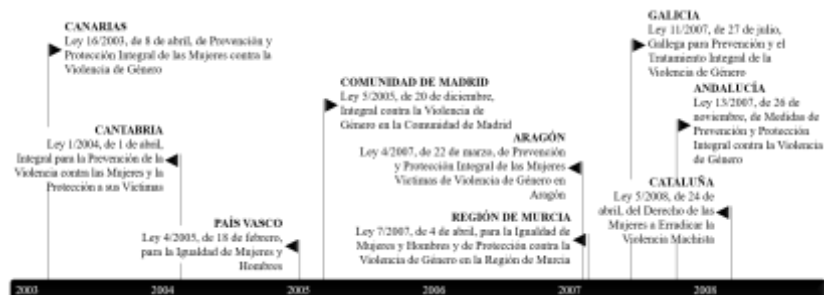 CANARIAS
Ley 16/2003, de 8 de abril, de Prevención y
Protección Integral de las Mujeres contra la
Violencia de Género
CANTABRIA
Ley 1/2004, de 1 de abril,
Integral para la Prevención de la
Violencia contra las Mujeres y la
Protección a sus Víctimas
PAÍS VASCO
Ley 4/2005, de 18 de febrero,
para la Igualdad de Mujeres y
Hombres
COMUNIDAD DE MADRID
Ley 5/2005, de 20 de diciembre,
Integral contra la Violencia de
Género en la Comunidad de Madrid
ARAGÓN
Ley 4/2007, de 22 de marzo, de Prevención
y Protección Integral de las Mujeres
Víctimas de Violencia de Género en
Aragón
REGIÓN DE MURCIA
Ley 7/2007, de 4 de abril, para la Igualdad de
Mujeres y Hombres y de Protección contra la
Violencia de Género en la Región de Murcia
GALICIA
Ley 11/2007, de 27 de julio,
Gallega para Prevención y el
Tratamiento Integral de la
Violencia de Género
ANDALUCÍA
Ley 13/2007, de 26 de
noviembre, de Medidas de
Prevención y Protección
Integral contra la Violencia
de Género
CATALUÑA
Ley 5/2008, de 24 de
abril, del Derecho de las
Mujeres a Erradicar la
Violencia Machista
2003 2004 2005 2006 2007 2008